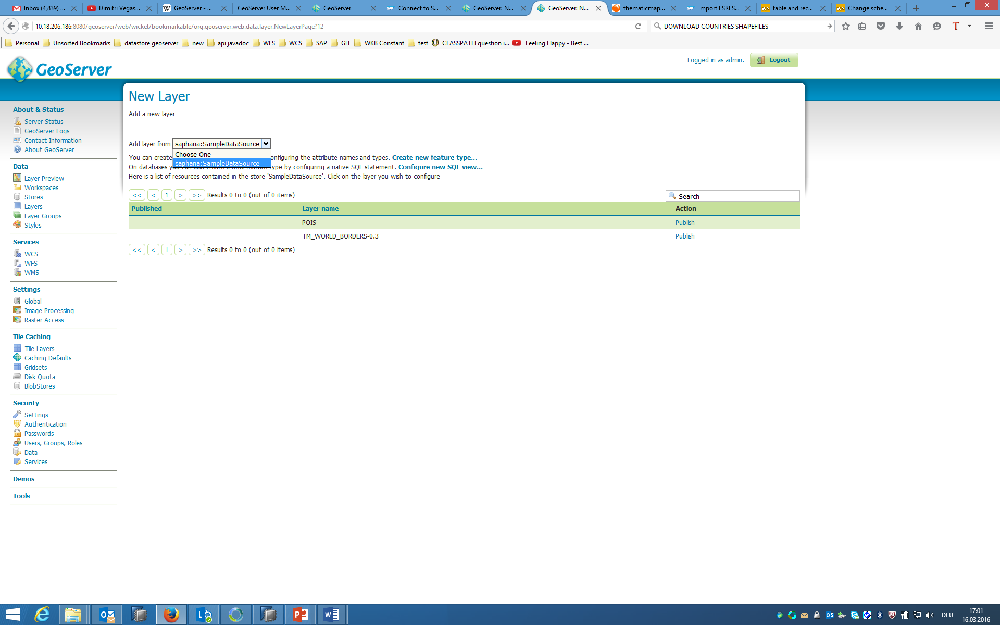 Inbox (4,839) ...
Dimitri Vegas...
GeoServer - ...
GeoServer User M...
GeoServer
Connect to S...
GeoServer: N...
GeoServer: N...
thematicmap...
Import ESRI S...
table and rec...
Change sche...
10.18.206.186:8080/geoserver/web/wicket/bookmarkable/org.geoserver.web.data.layer.NewLayerPage?12
DOWNLOAD COUNTRIES SHAPEFILES
Personal
Unsorted Bookmarks
datastore geoserver
new
api javadoc
WFS
WCS
SAP
GIT
WKB Constant
test
CLASSPATH question i...
Feeling Happy - Best ...
GeoServer
Logged in as admin.
Logout
About & Status
Server Status
GeoServer Logs
Contact Information
About GeoServer
Data
Layer Preview
Workspaces
Stores
Layers
Layer Groups
Styles
Services
WCS
WFS
WMS
Settings
Global
Image Processing
Raster Access
Tile Caching
Tile Layers
Caching Defaults
Gridsets
Disk Quota
BlobStores
Security
Settings
Authentication
Passwords
Users, Groups, Roles
Data
Services
Demos
Tools
New Layer
Add a new layer
Add layer from saphana:SampleDataSource
Choose One
saphana:SampleDataSource
You can create onfiguring the attribute names and types. Create new feature type...
On databases you can also create a new feature type by configuring a native SQL statement. Configure new SQL view...
Here is a list of resources contained in the store 'SampleDataSource'. Click on the layer you wish to configure
<< < 1 > >> Results 0 to 0 (out of 0 items)
Search
Published Layer name Action
POIS Publish
TM_WORLD_BORDERS-0.3 Publish
<< < 1 > >> Results 0 to 0 (out of 0 items)
DEU
17:01
16.03.2016